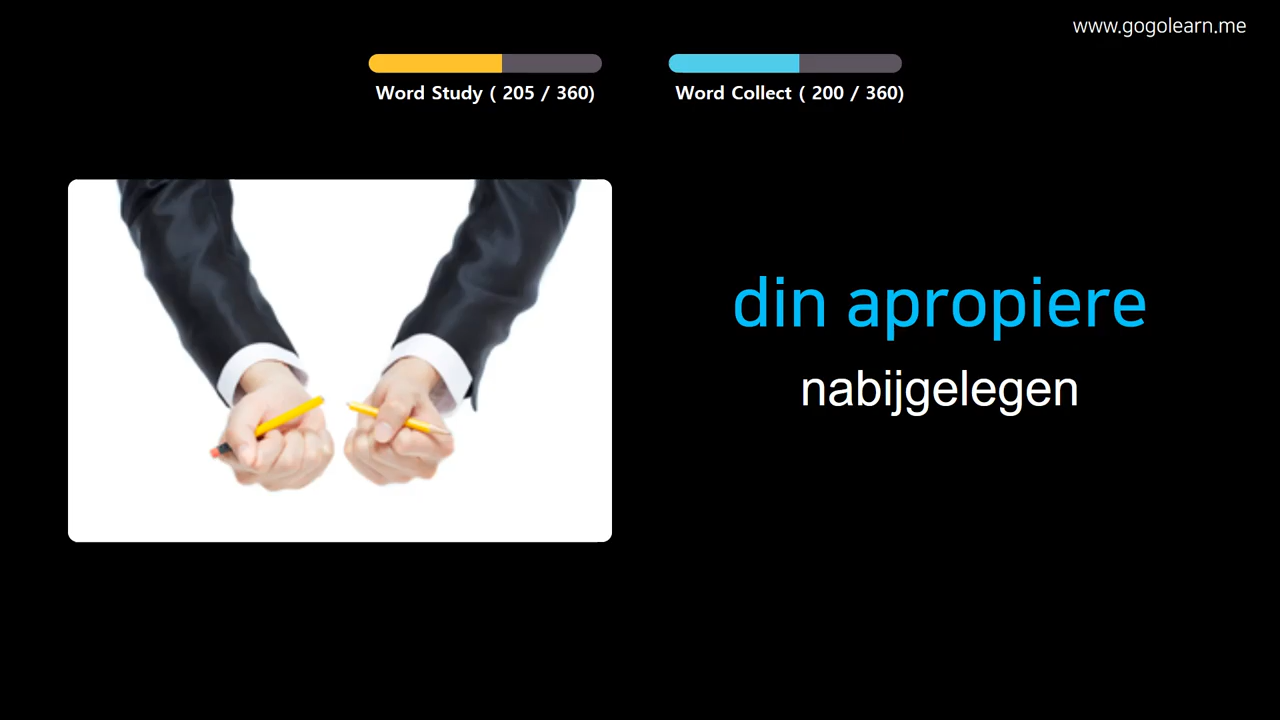 www.gogolearn.me
Word Study ( 205 / 360)
Word Collect ( 200 / 360)
din apropiere
nabijgelegen